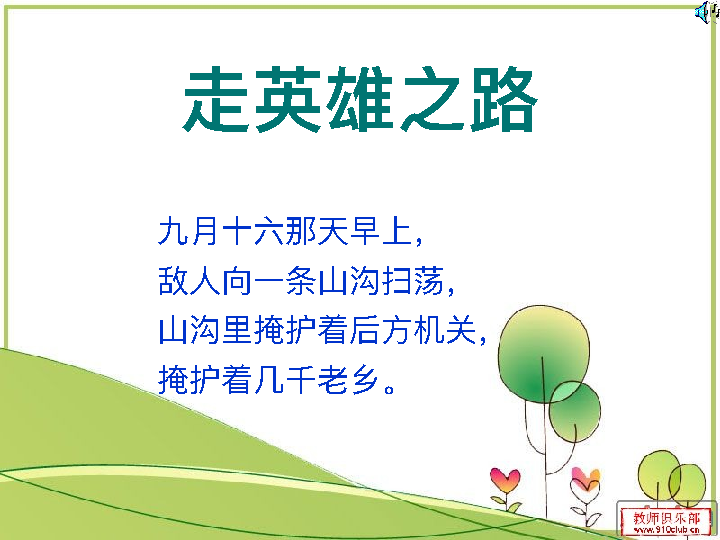 走英雄之路
九月十六那天早上，
敌人向一条山沟扫荡，
山沟里掩护着后方机关，
掩护着几千老乡。
教师俱乐部
www.910club.cn